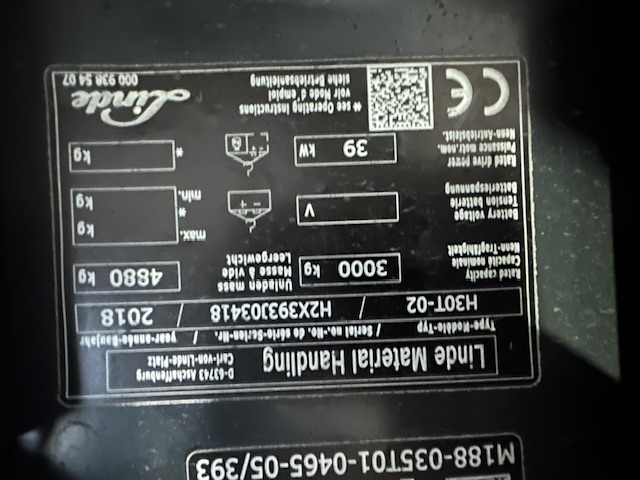 M188-035T01-0465-05/393
Linde Material Handling
D-63743 Aschaffenburg
Carl-von-Linde-Platz
Type-Modèle-Typ / Serial no.-No. de série-Serien-Nr. / year-année-Baujahr
H30T-02 / H2X393J03418 / 2018
Rated capacity
Capacité nominale
Nenn-Tragfähigkeit
3000 kg
Unladen mass
Masse à vide
Leergewicht
4880 kg
Battery voltage
Tension batterie
Batteriespannung
V
max. kg
*
min. kg
Rated drive power
Puissance motr.nom.
Nenn-Antriebsleist.
39 kW
* kg
CE
** see Operating instructions
voir Mode d'emploi
siehe Betriebsanleitung
Linde
000 938 54 07